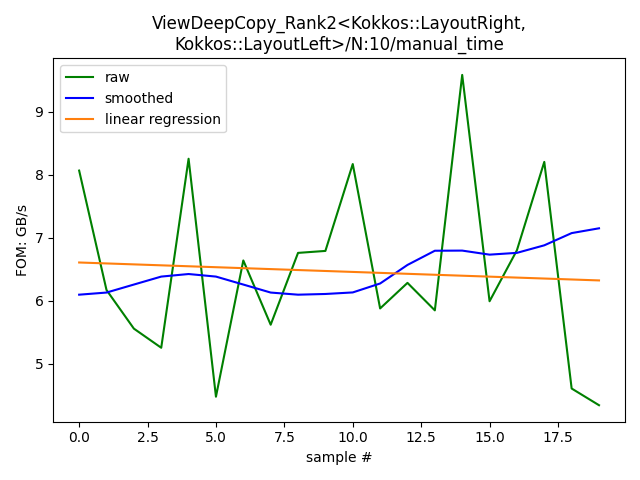 ViewDeepCopy_Rank2<Kokkos::LayoutRight,
Kokkos::LayoutLeft>/N:10/manual_time
raw
smoothed
linear regression
FOM: GB/s
9
8
7
6
5
0.0 2.5 5.0 7.5 10.0 12.5 15.0 17.5
sample #